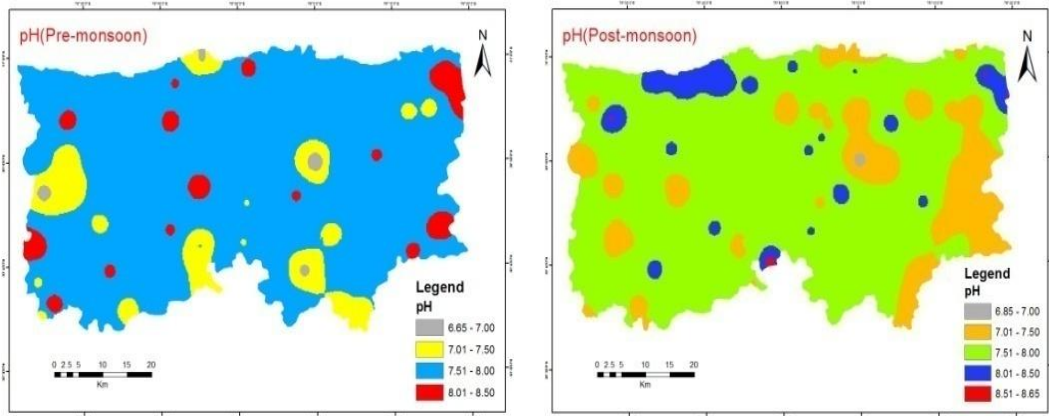 pH(Pre-monsoon)
N
Legend
pH
6.65 - 7.00
7.01 - 7.50
7.51 - 8.00
8.01 - 8.50
0 2.5 5 10 15 20
Km
pH(Post-monsoon)
N
Legend
pH
6.85 - 7.00
7.01 - 7.50
7.51 - 8.00
8.01 - 8.50
8.51 - 8.65
0 2.5 5 10 15 20
Km